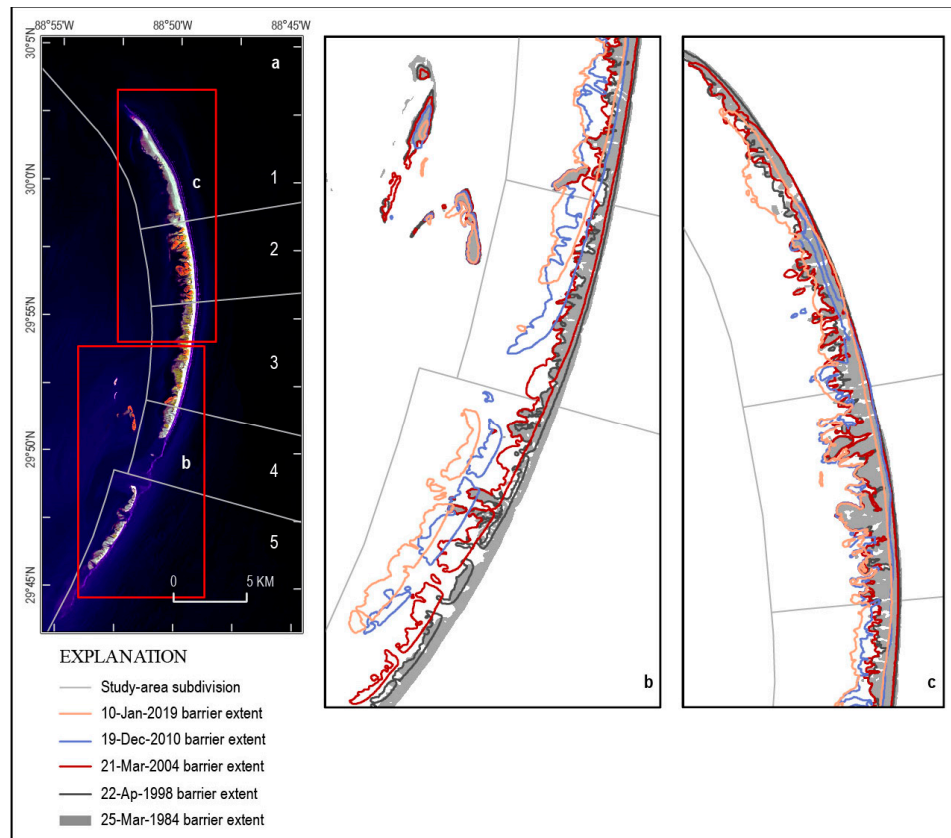 88°55'W 88°50'W 88°45'W
30°5'N
a
c
30°0'N
1
2
29°55'N
3
29°50'N
b
4
5
29°45'N
0 5 KM
b
c
EXPLANATION
Study-area subdivision
10-Jan-2019 barrier extent
19-Dec-2010 barrier extent
21-Mar-2004 barrier extent
22-Ap-1998 barrier extent
25-Mar-1984 barrier extent